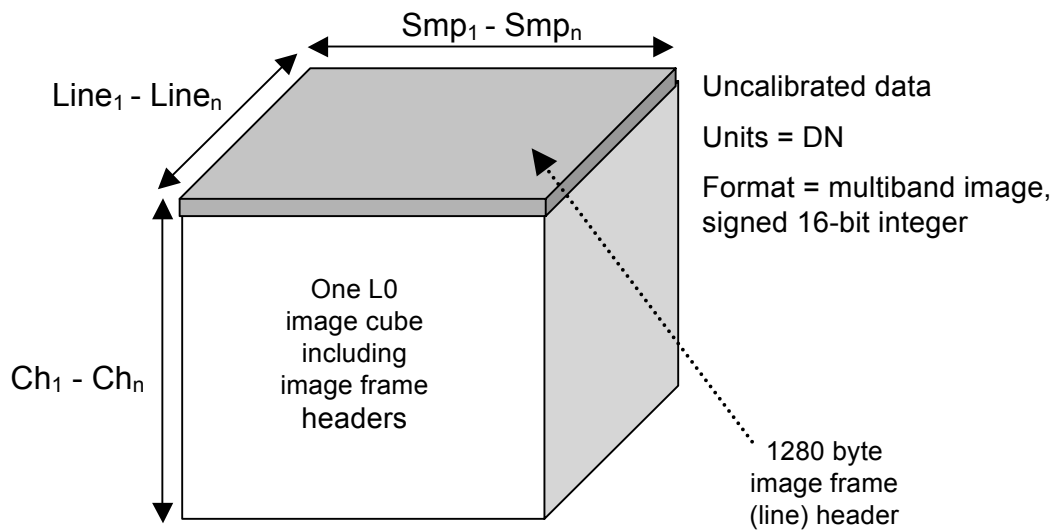 Smp₁ - Smpₙ
Line₁ - Lineₙ
Uncalibrated data
Units = DN
Format = multiband image,
signed 16-bit integer
One L0
image cube
including
image frame
headers
Ch₁ - Chₙ
1280 byte
image frame
(line) header